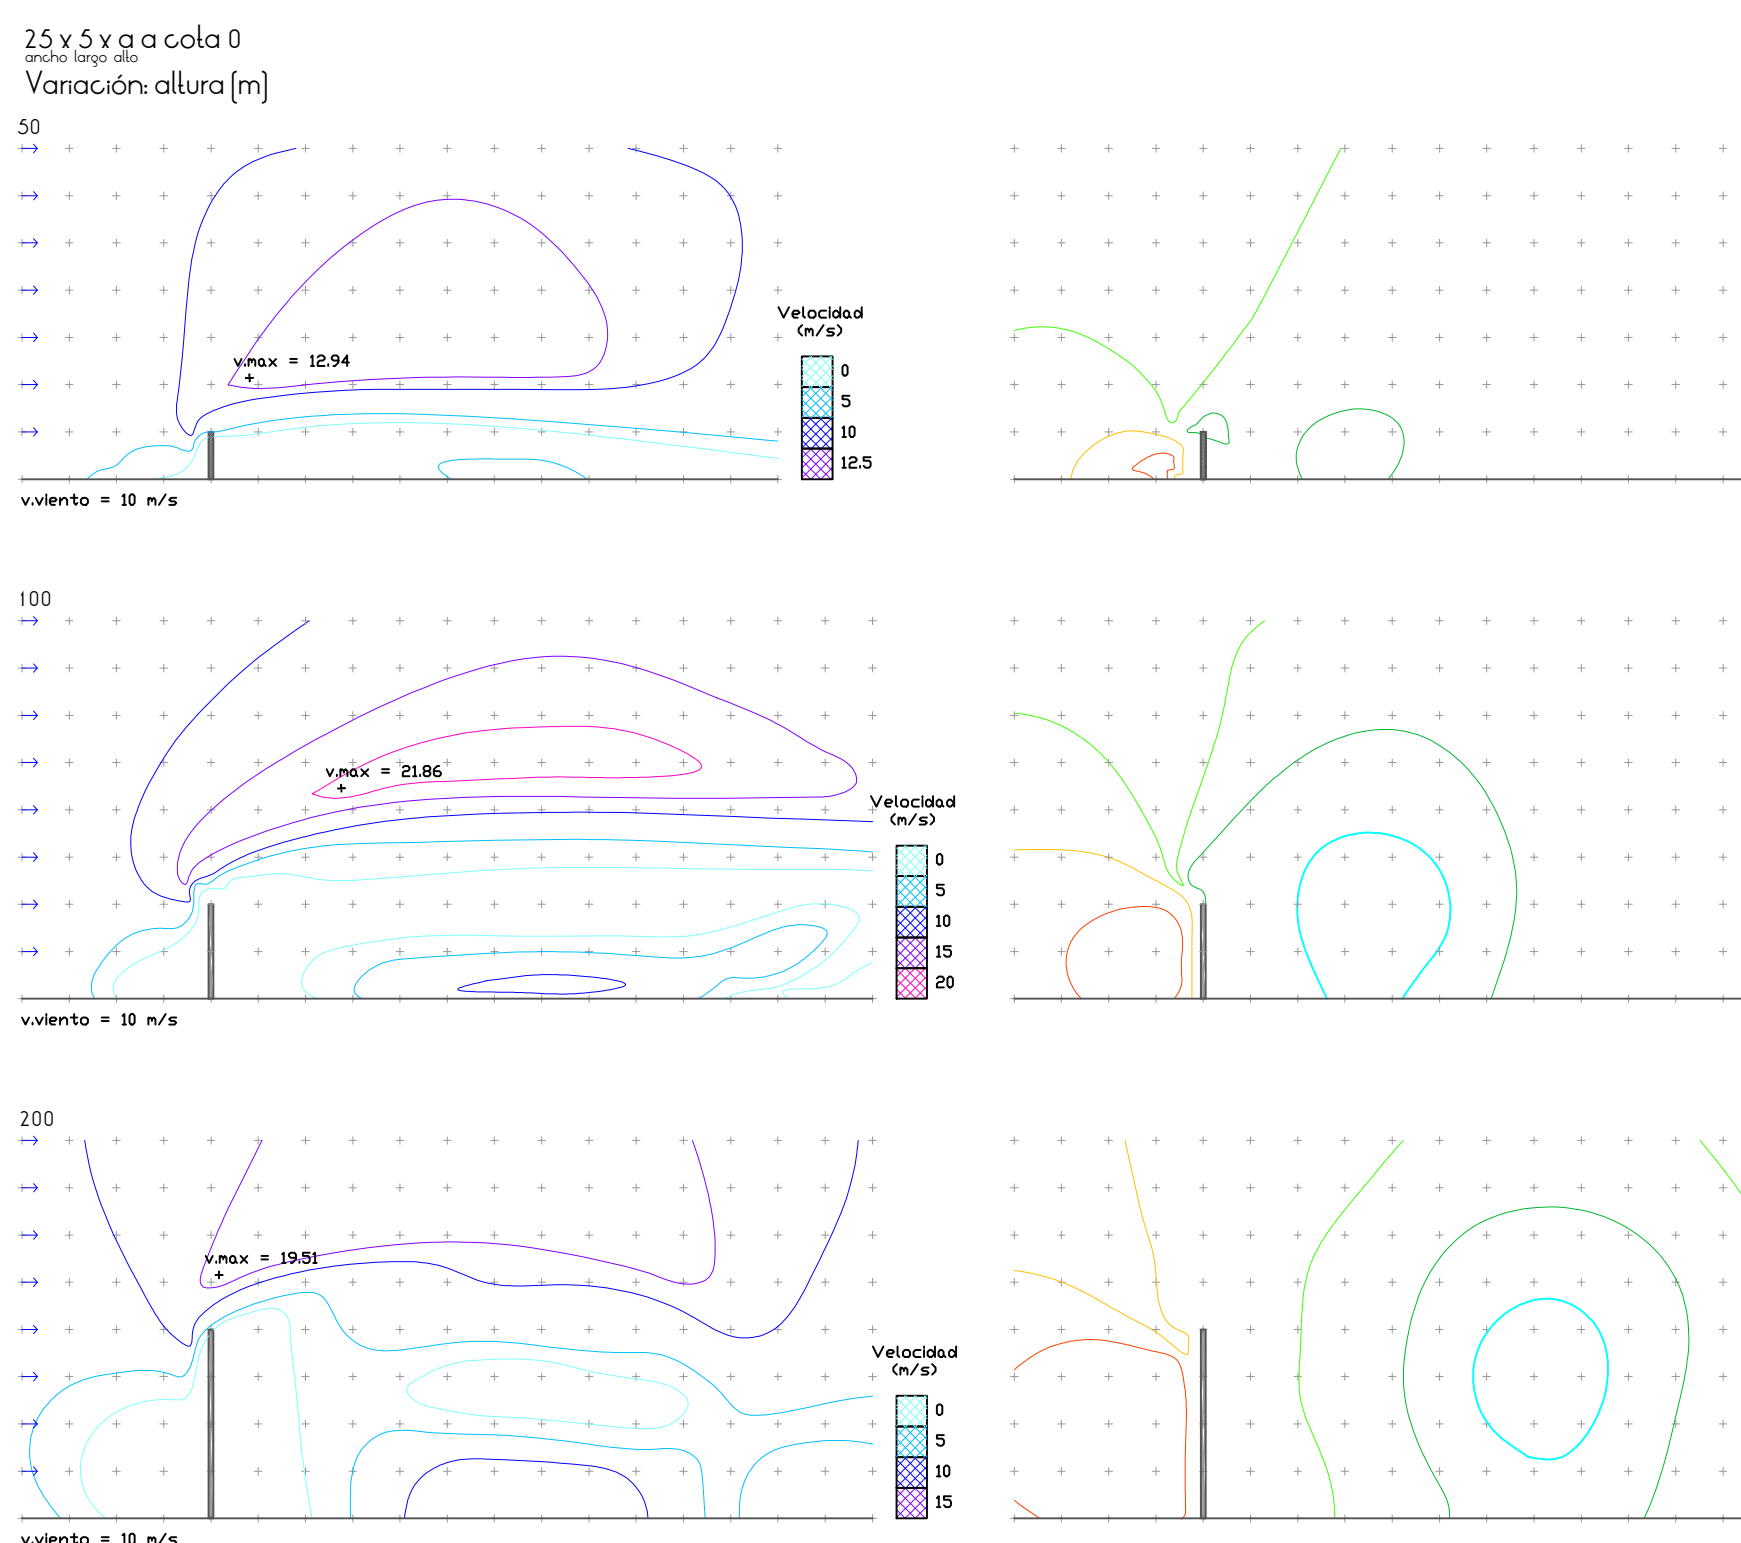 25 x 5 x a a cota 0
ancho largo alto
Variación: altura (m)
50
v.max = 12.94
Velocidad
(m/s)
0
5
10
12.5
v.viento = 10 m/s
100
v.max = 21.86
Velocidad
(m/s)
0
5
10
15
20
v.viento = 10 m/s
200
v.max = 19.51
Velocidad
(m/s)
0
5
10
15
v.viento = 10 m/s